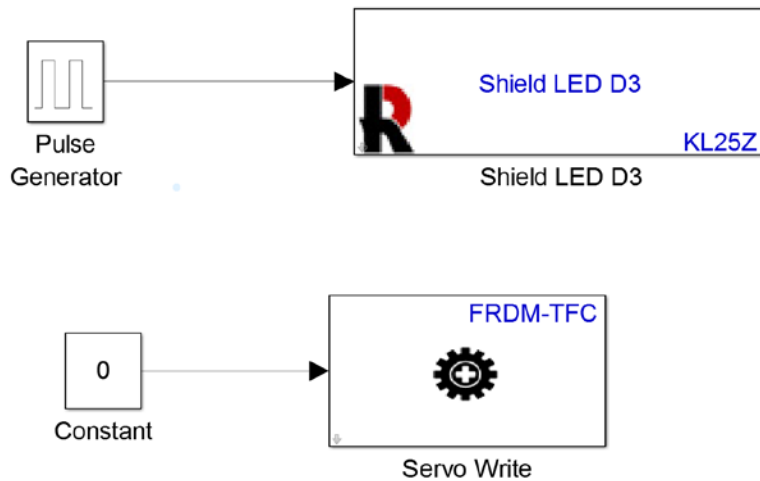 Shield LED D3
KL25Z
Pulse
Generator
Shield LED D3
FRDM-TFC
0
Constant
Servo Write